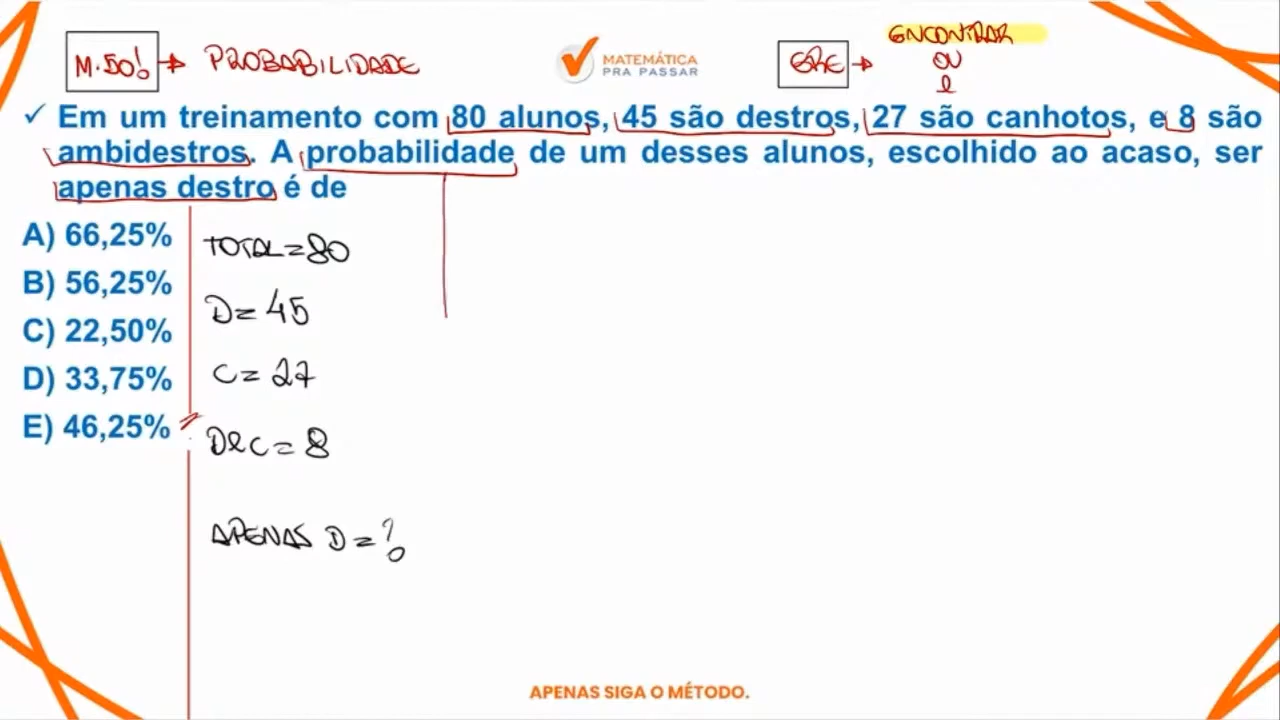 M.50! → PROBABILIDADE
MATEMÁTICA
PRA PASSAR
ENCONTRAR
OU
e
✓ Em um treinamento com 80 alunos, 45 são destros, 27 são canhotos, e 8 são
ambidestros. A probabilidade de um desses alunos, escolhido ao acaso, ser
apenas destro é de
A) 66,25%
B) 56,25%
C) 22,50%
D) 33,75%
E) 46,25%
TOTAL = 80
D = 45
C = 27
DeC = 8
APENAS D = ?
APENAS SIGA O MÉTODO.